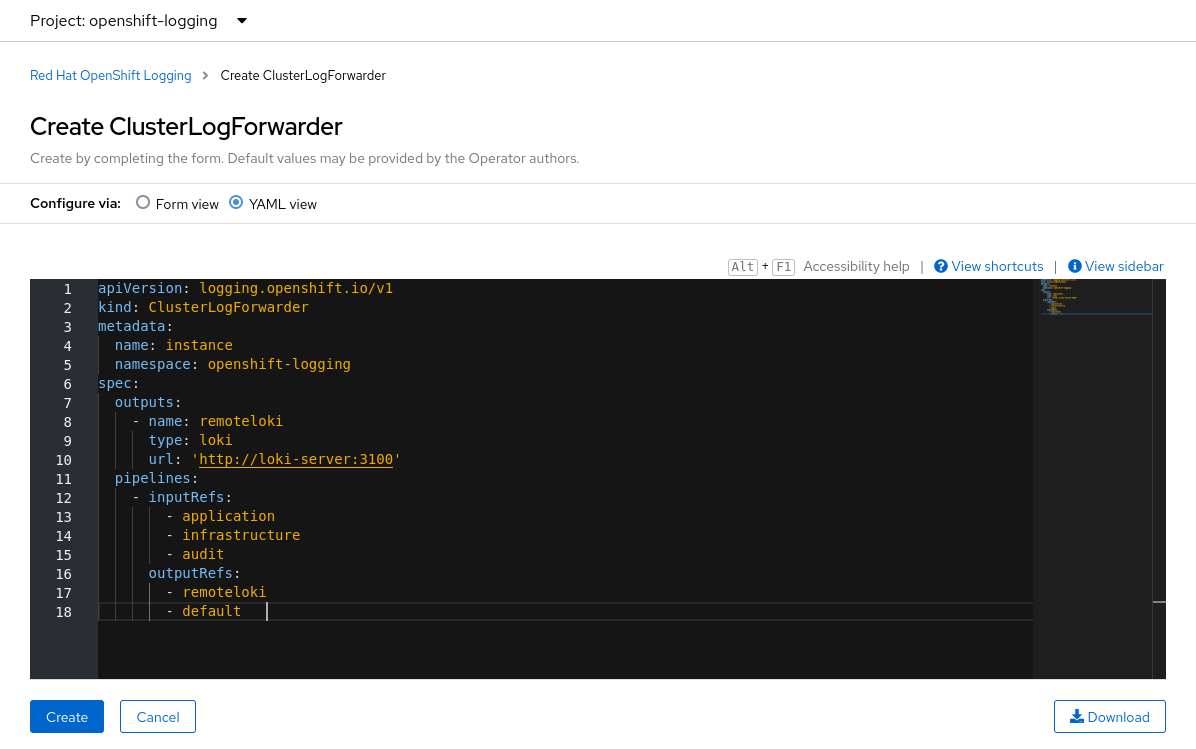 Project: openshift-logging
Red Hat OpenShift Logging > Create ClusterLogForwarder
Create ClusterLogForwarder
Create by completing the form. Default values may be provided by the Operator authors.
Configure via: Form view YAML view
Alt + F1 Accessibility help | View shortcuts | View sidebar
1 apiVersion: logging.openshift.io/v1
2 kind: ClusterLogForwarder
3 metadata:
4   name: instance
5   namespace: openshift-logging
6 spec:
7   outputs:
8     - name: remoteloki
9       type: loki
10       url: 'http://loki-server:3100'
11   pipelines:
12     - inputRefs:
13         - application
14         - infrastructure
15         - audit
16       outputRefs:
17         - remoteloki
18         - default
Create Cancel Download